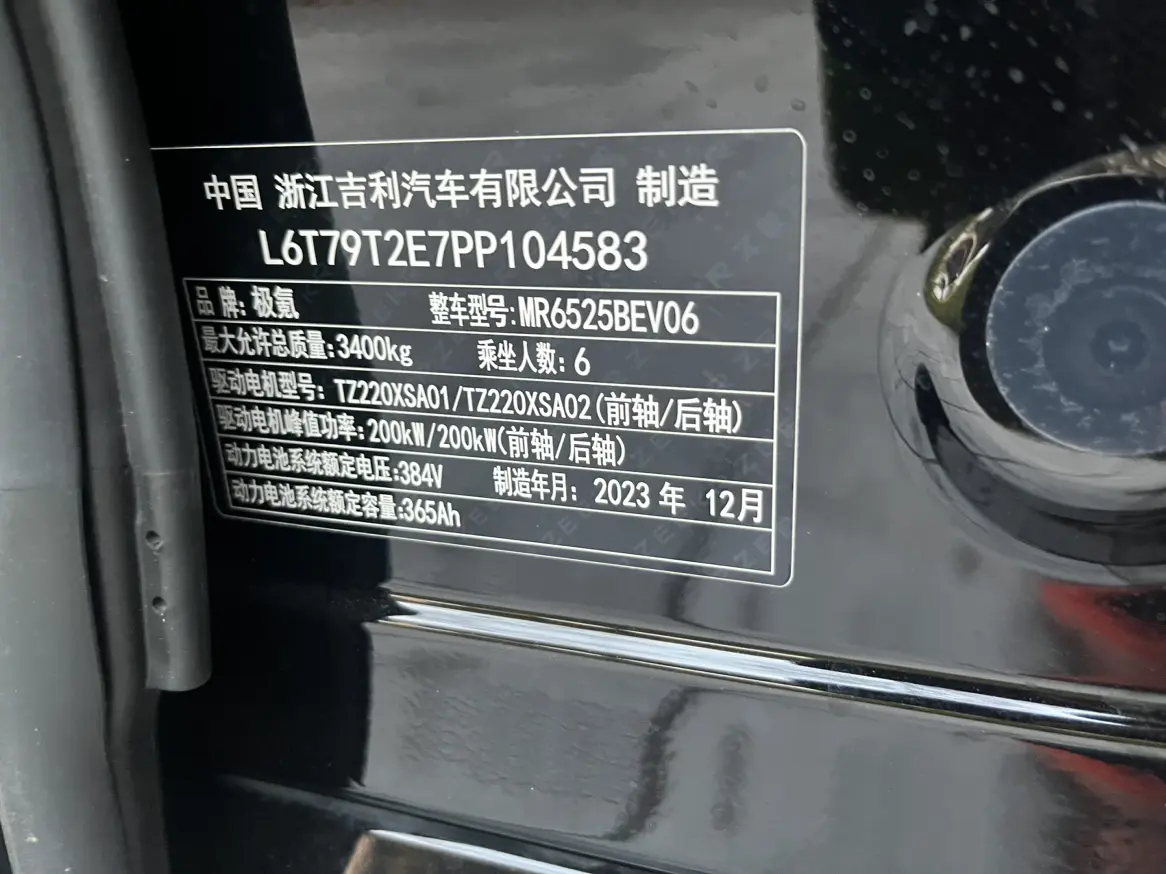 中国 浙江吉利汽车有限公司 制造
L6T79T2E7PP104583
品 牌: 极氪 整车型号:MR6525BEV06
最大允许总质量:3400kg 乘坐人数: 6
驱动电机型号: TZ220XSA01/TZ220XSA02(前轴/后轴)
驱动电机峰值功率:200kW/200kW(前轴/后轴)
动力电池系统额定电压:384V 制造年月: 2023 年 12月
动力电池系统额定容量:365Ah